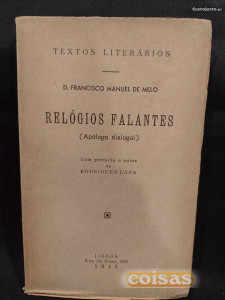 TEXTOS LITERÁRIOS
D. FRANCISCO MANUEL DE MELO
RELÓGIOS FALANTES
(Apólogo dialogal)
Com prefácio e notas
de
RODRIGUES LAPA
LISBOA
coisas